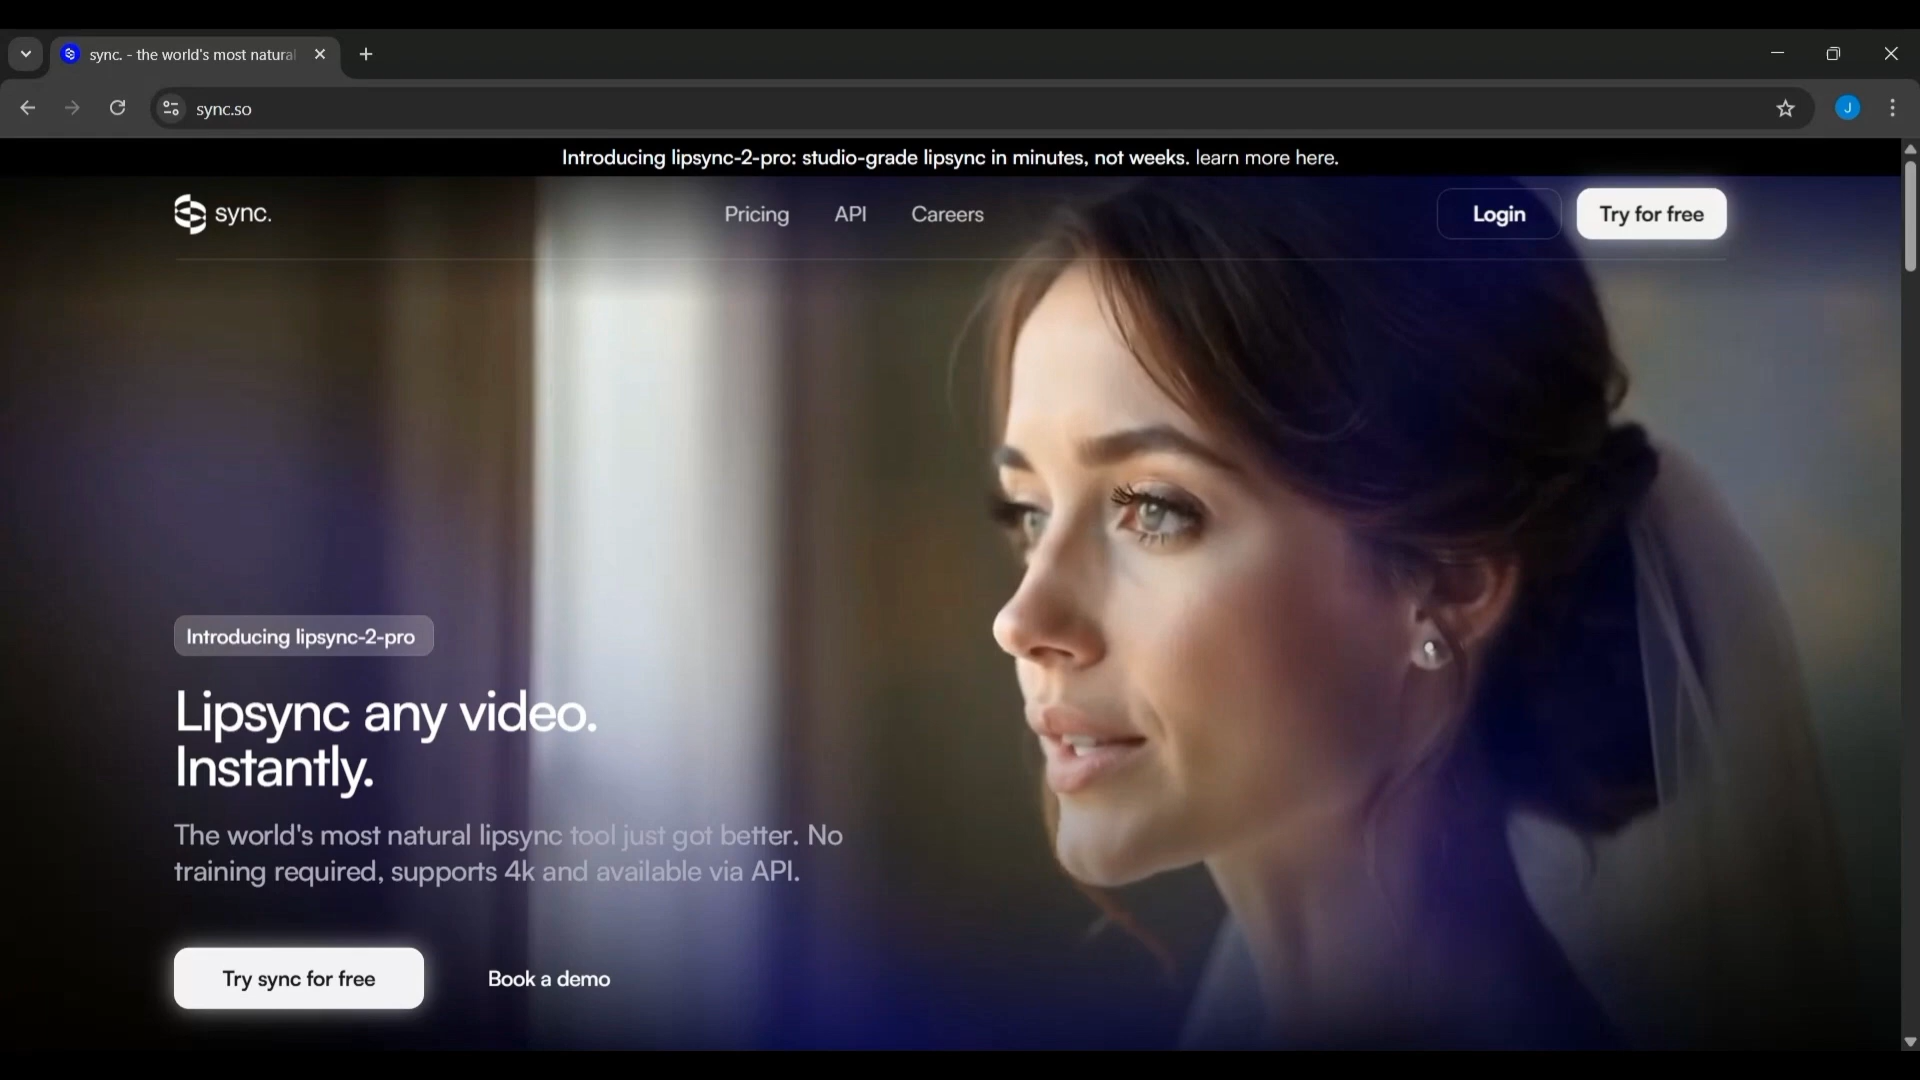 sync. - the world's most natural
sync.so
J
Introducing lipsync-2-pro: studio-grade lipsync in minutes, not weeks. learn more here.
sync.
Pricing
API
Careers
Login
Try for free
Introducing lipsync-2-pro
Lipsync any video.
Instantly.
The world's most natural lipsync tool just got better. No
training required, supports 4k and available via API.
Try sync for free
Book a demo